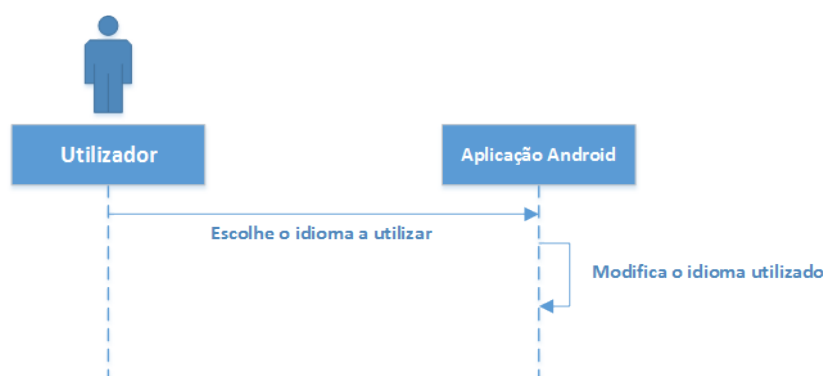 Utilizador
Aplicação Android
Escolhe o idioma a utilizar
Modifica o idioma utilizado